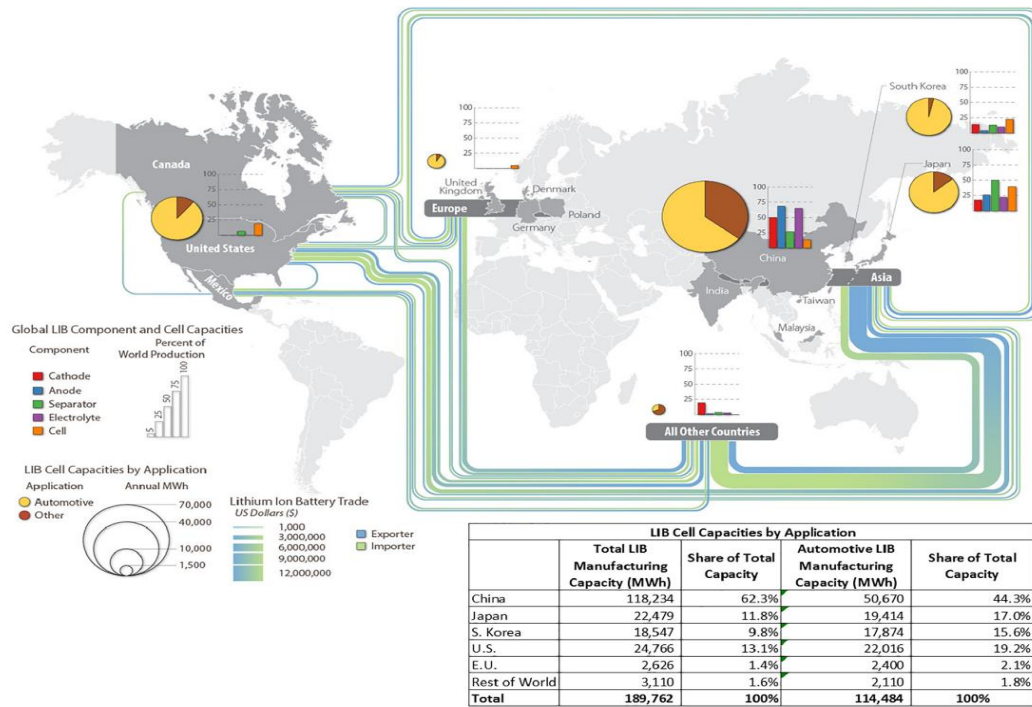 Canada
100
75
50
25
United States
Mexico
100
75
50
25
United
Kingdom
Denmark
Europe
Poland
Germany
100
75
50
25
China
India
Taiwan
Malaysia
Asia
South Korea
100
75
50
25
Japan
100
75
50
25
100
75
50
25
All Other Countries
Global LIB Component and Cell Capacities
Component
Percent of
World Production
Cathode
Anode
Separator
Electrolyte
Cell
5
25
50
75
100
LIB Cell Capacities by Application
Application
Annual MWh
Automotive
Other
70,000
40,000
10,000
1,500
Lithium Ion Battery Trade
US Dollars ($)
1,000
3,000,000
6,000,000
9,000,000
12,000,000
Exporter
Importer
LIB Cell Capacities by Application
Total LIB Manufacturing Capacity (MWh) Share of Total Capacity Automotive LIB Manufacturing Capacity (MWh) Share of Total Capacity
China 118,234 62.3% 50,670 44.3%
Japan 22,479 11.8% 19,414 17.0%
S. Korea 18,547 9.8% 17,874 15.6%
U.S. 24,766 13.1% 22,016 19.2%
E.U. 2,626 1.4% 2,400 2.1%
Rest of World 3,110 1.6% 2,110 1.8%
Total 189,762 100% 114,484 100%